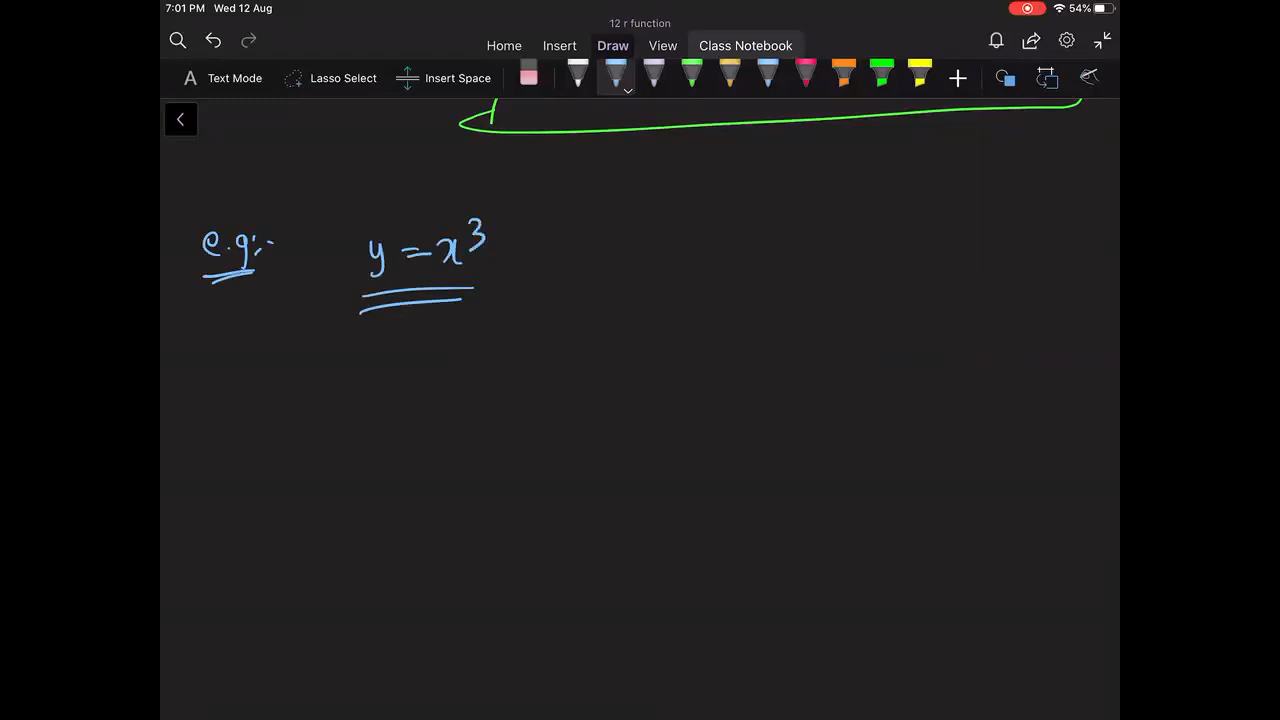 7:01 PM Wed 12 Aug 54%
12 r function
Home Insert Draw View Class Notebook
A Text Mode Lasso Select Insert Space
e.g:- y = x³